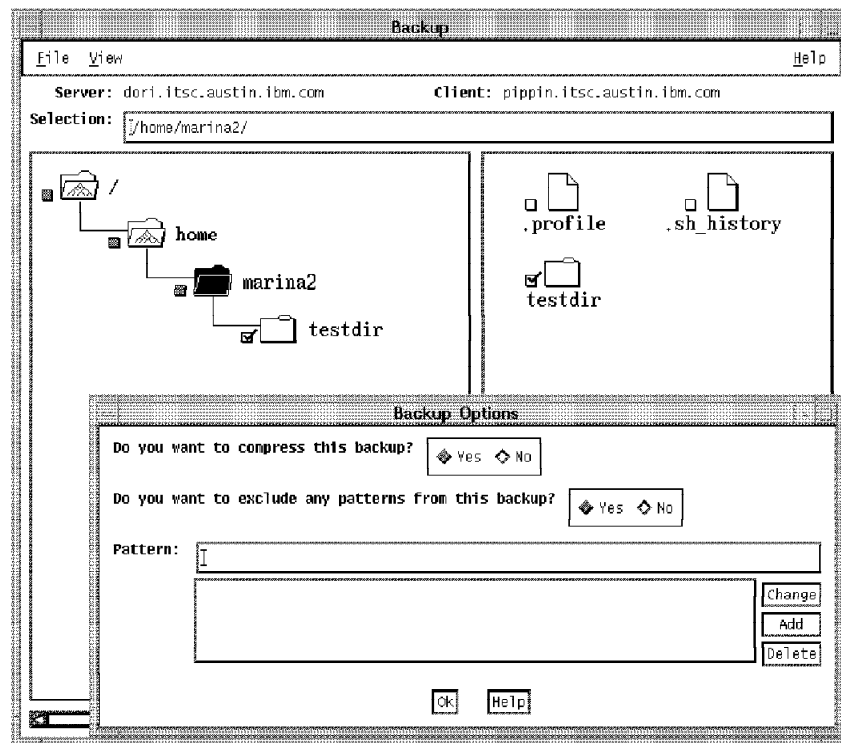 Backup
File View Help
Server: dori.itsc.austin.ibm.com Client: pippin.itsc.austin.ibm.com
Selection: /home/marina2/
/
home
marina2
testdir
.profile .sh_history
testdir
Backup Options
Do you want to compress this backup? Yes No
Do you want to exclude any patterns from this backup? Yes No
Pattern:
Change
Add
Delete
Ok Help